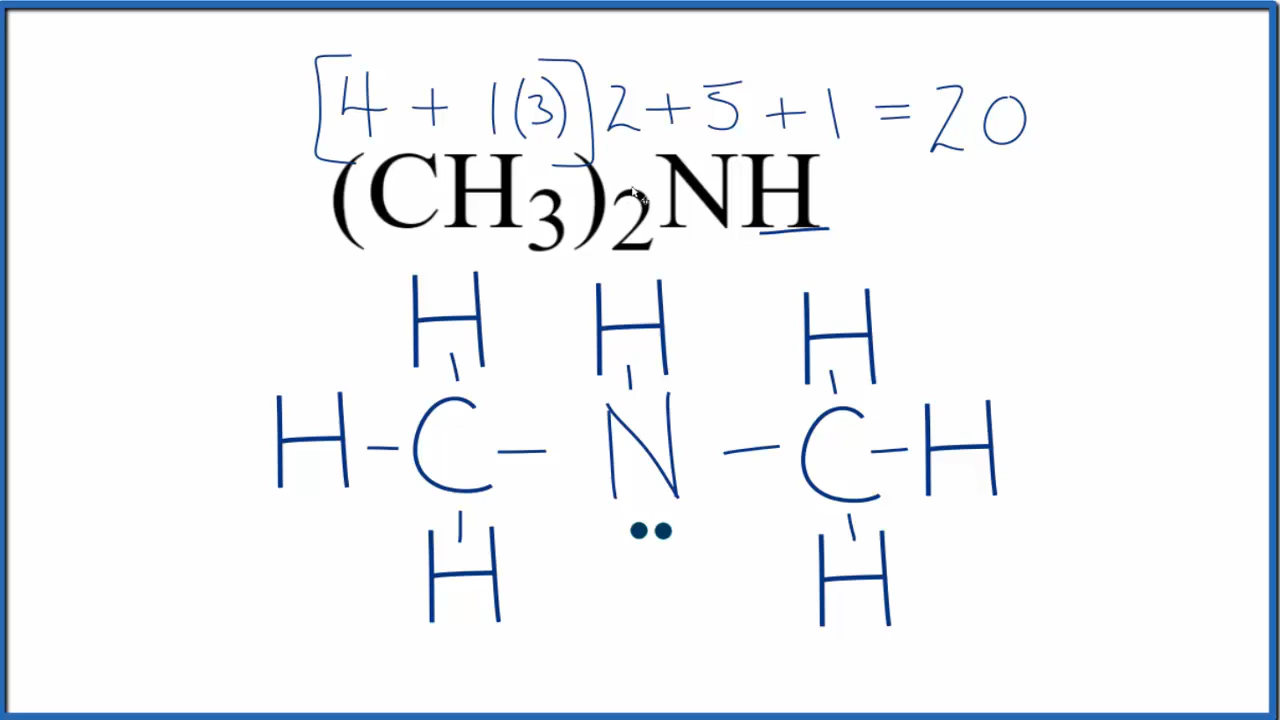 [4 + 1(3)]2 + 5 + 1 = 20
(CH₃)₂NH
H H H
H - C - N - C - H
H H